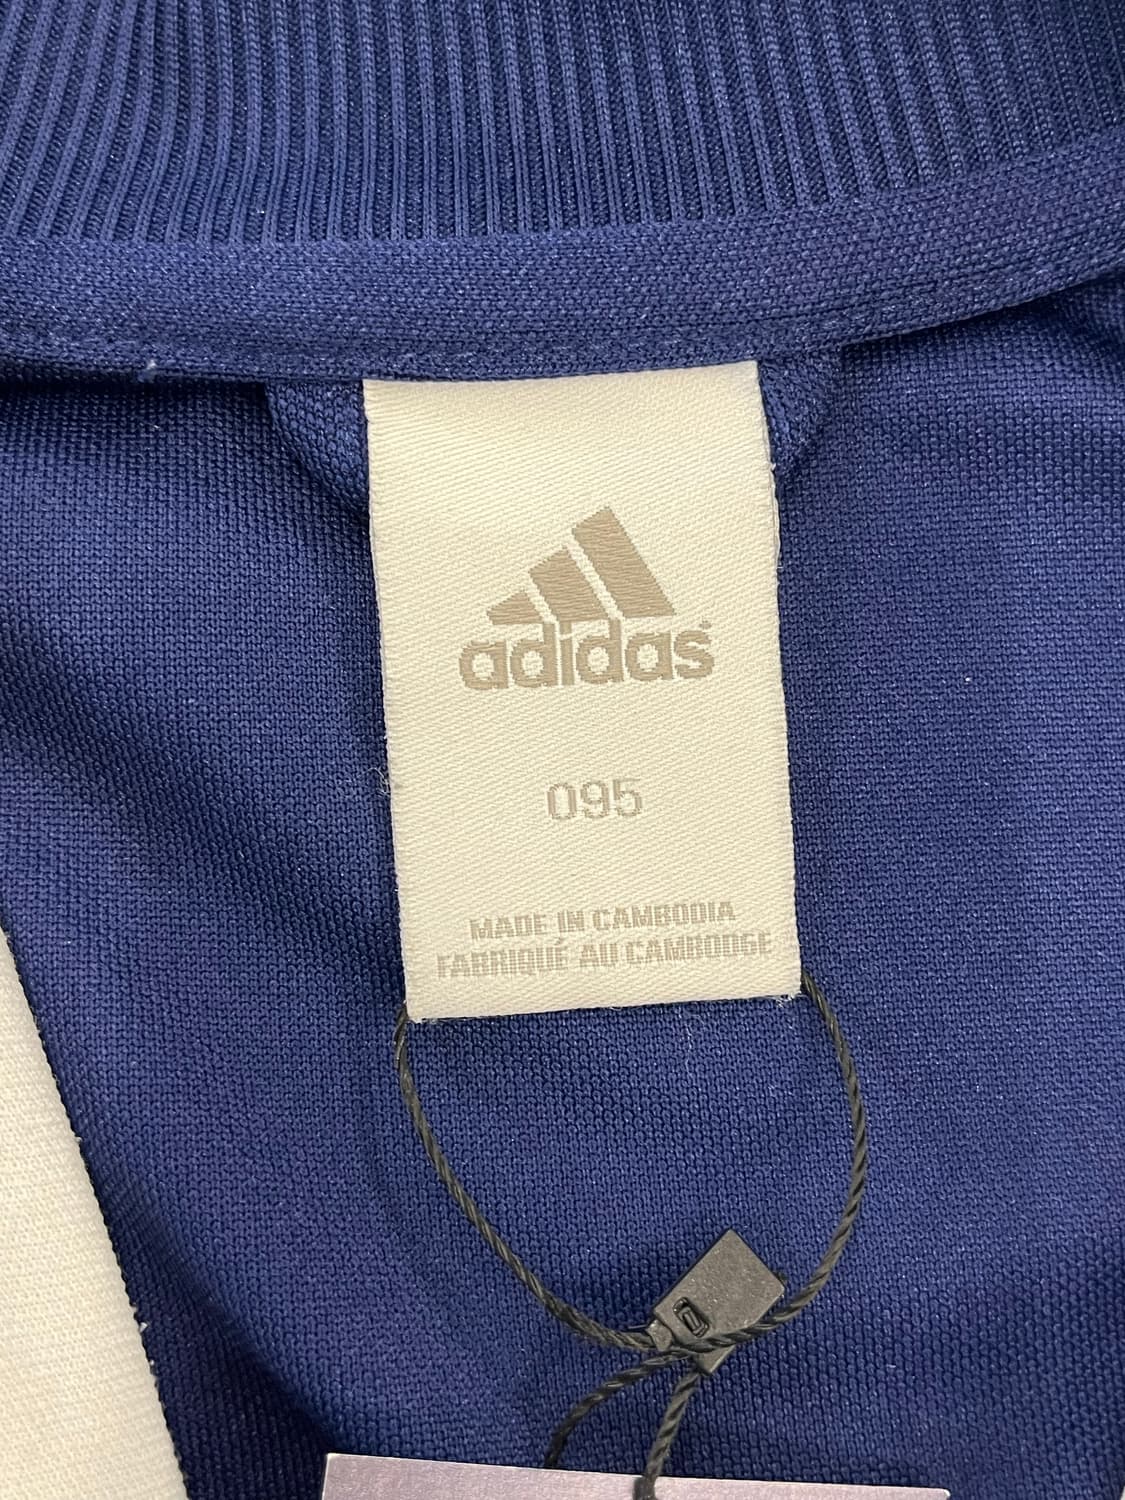 adidas
095
MADE IN CAMBODIA
FABRIQUÉ AU CAMBODGE